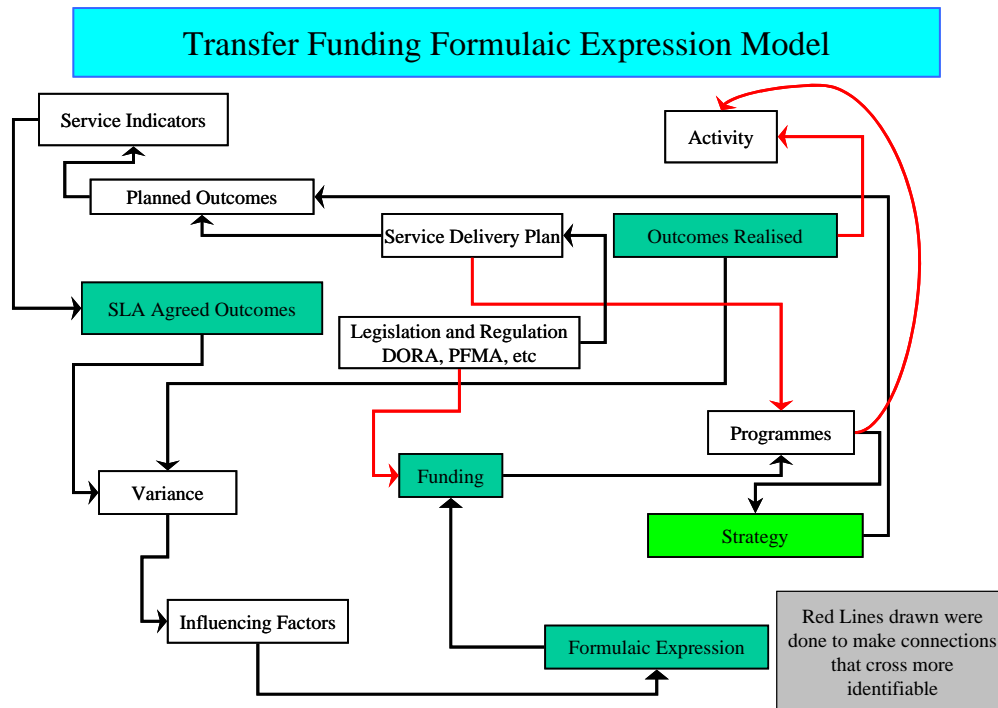 Transfer Funding Formulaic Expression Model
Service Indicators
Activity
Planned Outcomes
Service Delivery Plan
Outcomes Realised
SLA Agreed Outcomes
Legislation and Regulation
DORA, PFMA, etc
Programmes
Funding
Variance
Strategy
Influencing Factors
Formulaic Expression
Red Lines drawn were
done to make connections
that cross more
identifiable